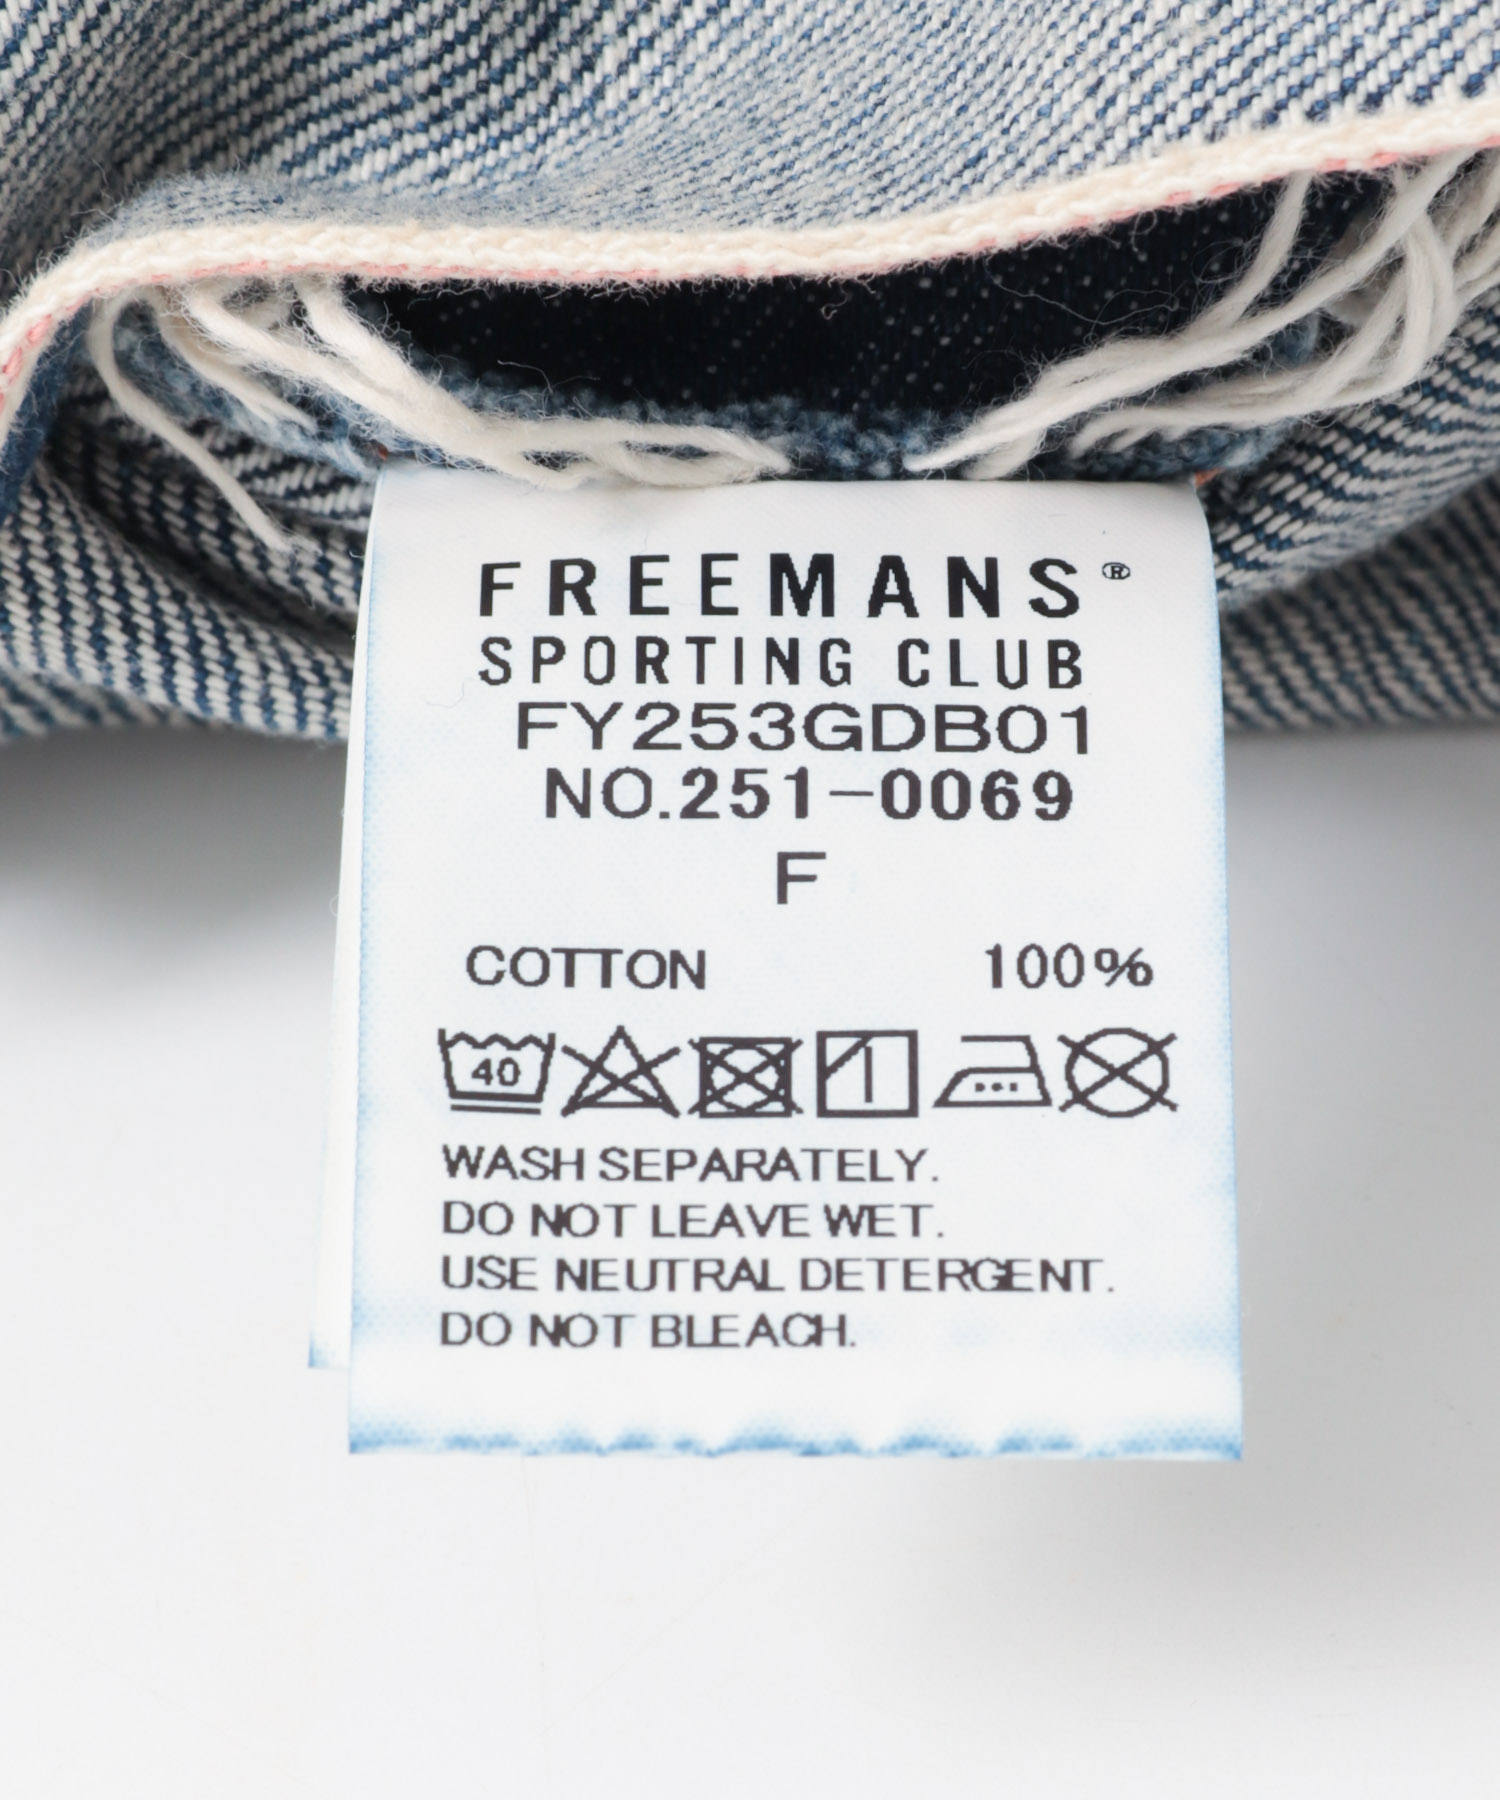 FREEMANS®
SPORTING CLUB
FY253GDB01
NO.251-0069
F
COTTON 100%
40
WASH SEPARATELY.
DO NOT LEAVE WET.
USE NEUTRAL DETERGENT.
DO NOT BLEACH.